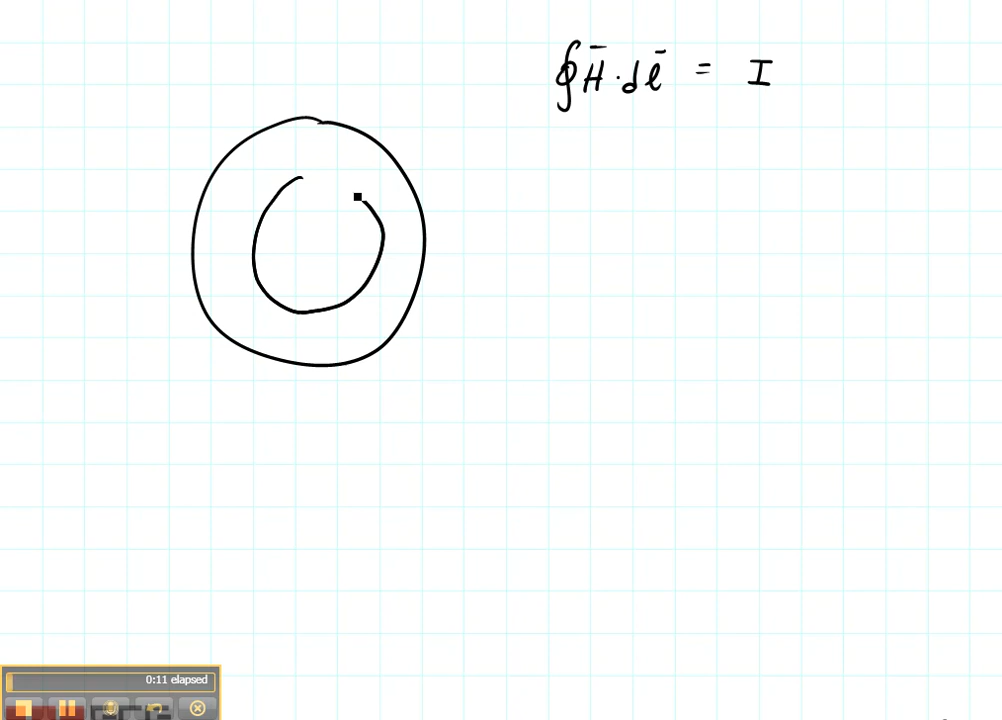 ∮H̄·dl̄ = I
0:11 elapsed